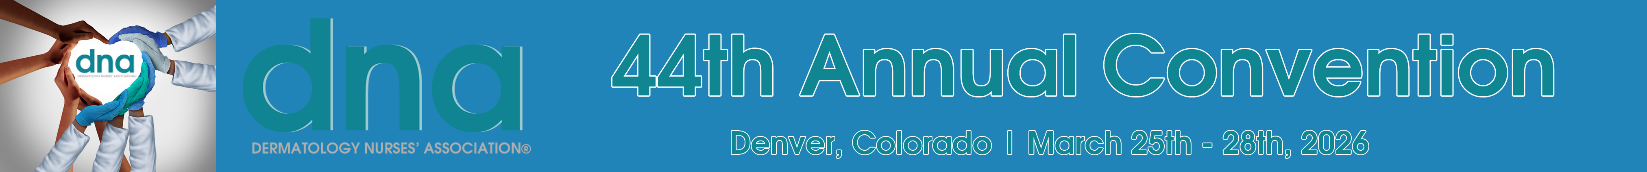 dna
dna
DERMATOLOGY NURSES' ASSOCIATION®
44th Annual Convention
Denver, Colorado | March 25th - 28th, 2026